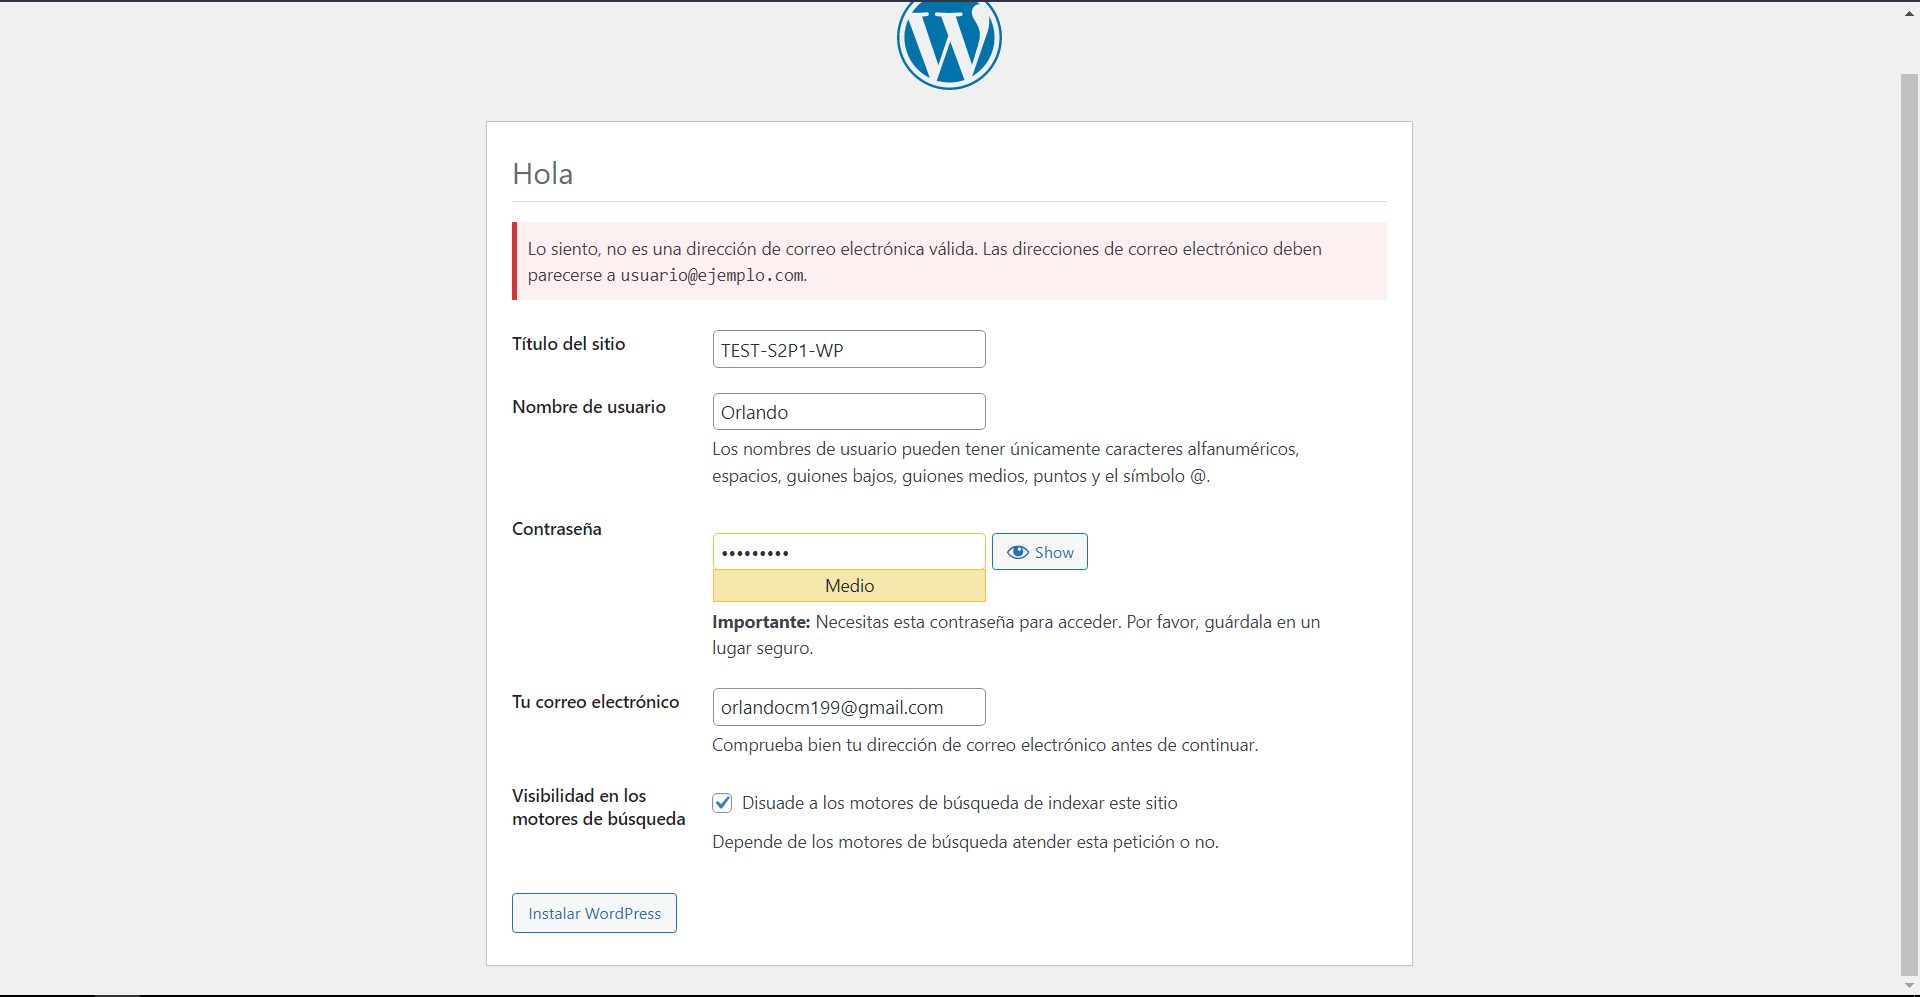 Hola
Lo siento, no es una dirección de correo electrónica válida. Las direcciones de correo electrónico deben
parecerse a usuario@ejemplo.com.
Título del sitio
TEST-S2P1-WP
Nombre de usuario
Orlando
Los nombres de usuario pueden tener únicamente caracteres alfanuméricos,
espacios, guiones bajos, guiones medios, puntos y el símbolo @.
Contraseña
•••••••••
Show
Medio
Importante: Necesitas esta contraseña para acceder. Por favor, guárdala en un
lugar seguro.
Tu correo electrónico
orlandocm199@gmail.com
Comprueba bien tu dirección de correo electrónico antes de continuar.
Visibilidad en los
motores de búsqueda
Disuade a los motores de búsqueda de indexar este sitio
Depende de los motores de búsqueda atender esta petición o no.
Instalar WordPress